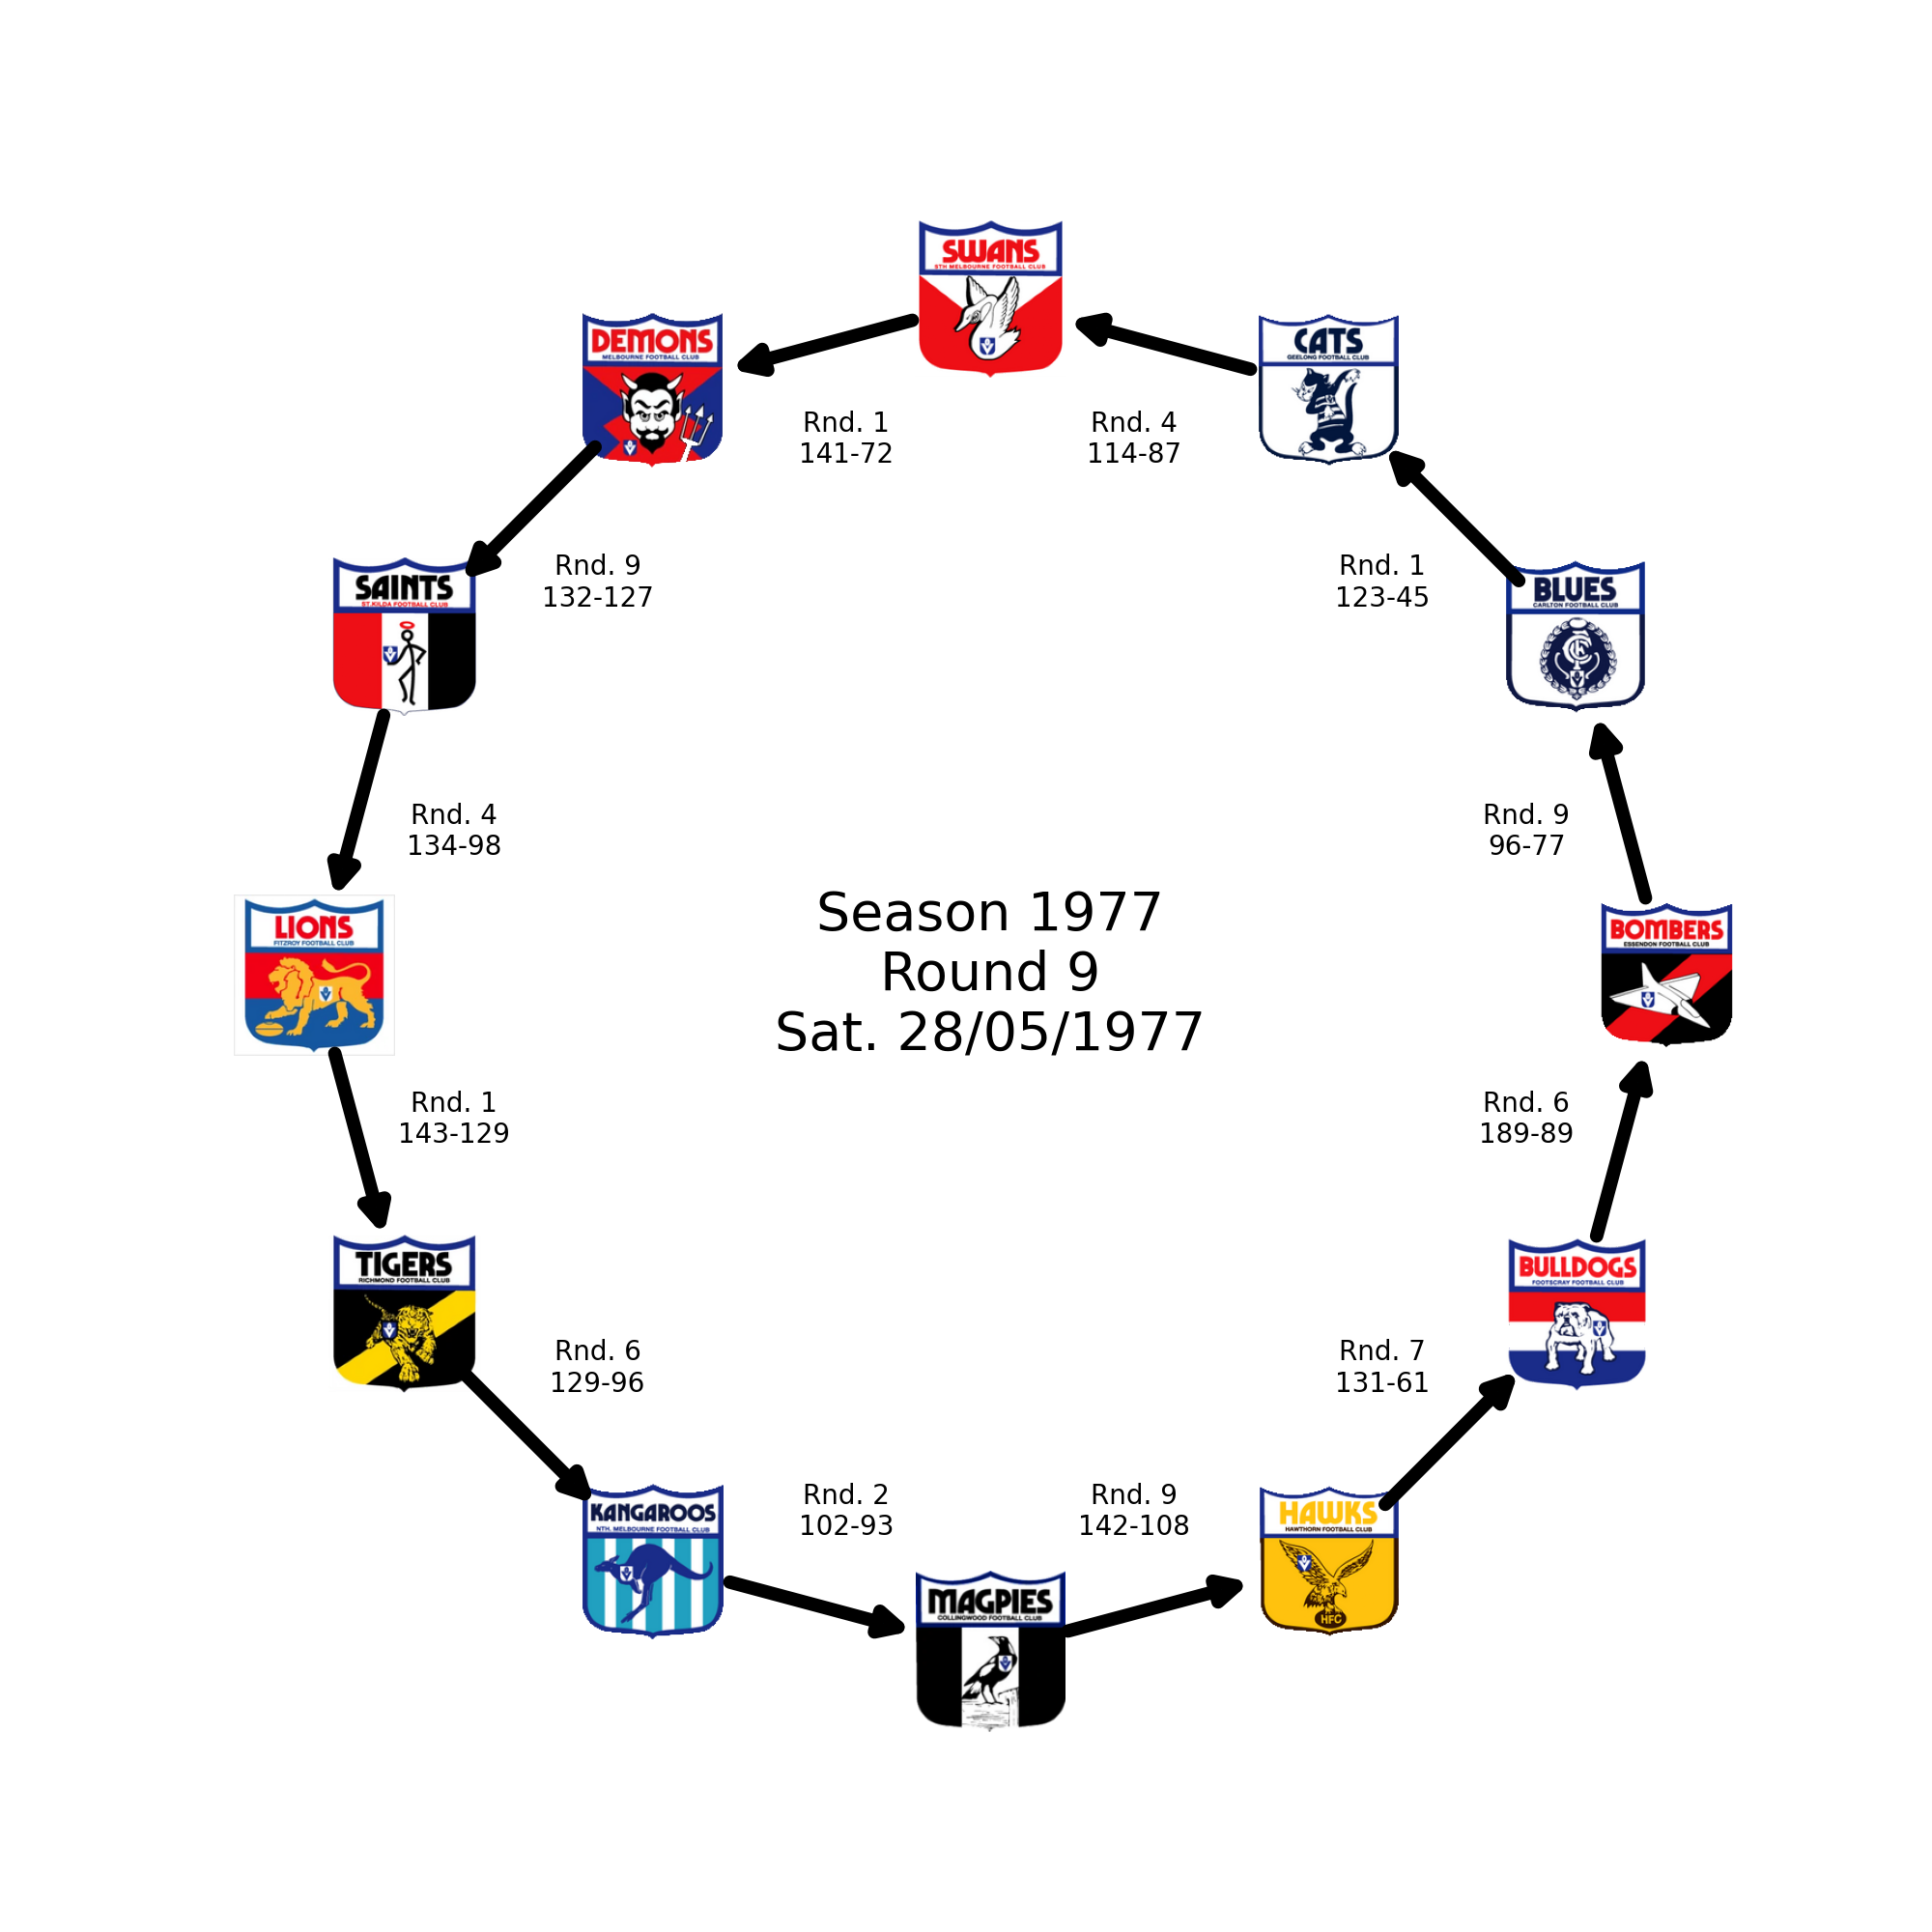 SWANS
STH MELBOURNE FOOTBALL CLUB
DEMONS
MELBOURNE FOOTBALL CLUB
CATS
GEELONG FOOTBALL CLUB
Rnd. 1
141-72
Rnd. 4
114-87
SAINTS
ST.KILDA FOOTBALL CLUB
Rnd. 9
132-127
Rnd. 1
123-45
BLUES
CARLTON FOOTBALL CLUB
CFC
Rnd. 4
134-98
Rnd. 9
96-77
LIONS
FITZROY FOOTBALL CLUB
Season 1977
Round 9
Sat. 28/05/1977
BOMBERS
ESSENDON FOOTBALL CLUB
Rnd. 1
143-129
Rnd. 6
189-89
TIGERS
RICHMOND FOOTBALL CLUB
BULLDOGS
FOOTSCRAY FOOTBALL CLUB
Rnd. 6
129-96
Rnd. 7
131-61
KANGAROOS
NTH. MELBOURNE FOOTBALL CLUB
Rnd. 2
102-93
Rnd. 9
142-108
HAWKS
HAWTHORN FOOTBALL CLUB
HFC
MAGPIES
COLLINGWOOD FOOTBALL CLUB